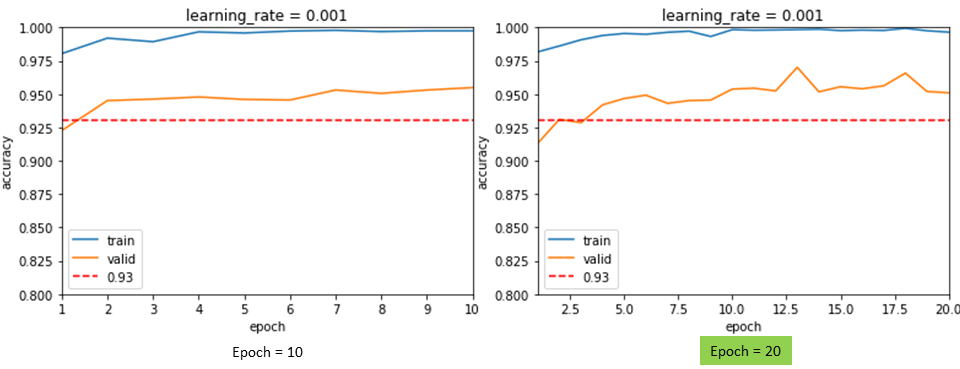 learning_rate = 0.001
accuracy
1.000
0.975
0.950
0.925
0.900
0.875
0.850
0.825
0.800
train
valid
0.93
1 2 3 4 5 6 7 8 9 10
epoch
Epoch = 10
learning_rate = 0.001
accuracy
1.000
0.975
0.950
0.925
0.900
0.875
0.850
0.825
0.800
train
valid
0.93
2.5 5.0 7.5 10.0 12.5 15.0 17.5 20.0
epoch
Epoch = 20